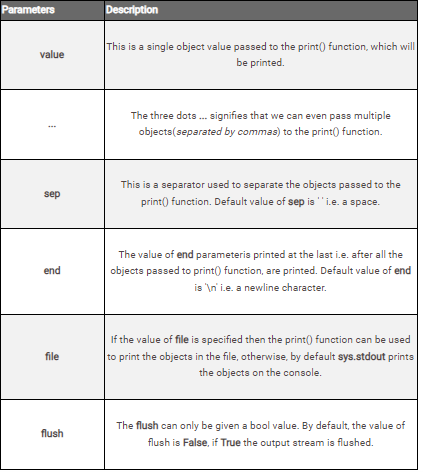 Parameters Description
value
This is a single object value passed to the print() function, which will
be printed.
...
The three dots ... signifies that we can even pass multiple
objects(separated by commas) to the print() function.
sep
This is a separator used to separate the objects passed to the
print() function. Default value of sep is ' ' i.e. a space.
end
The value of end parameteris printed at the last i.e. after all the
objects passed to print() function, are printed. Default value of end
is '\n' i.e. a newline character.
file
If the value of file is specified then the print() function can be used
to print the objects in the file, otherwise, by default sys.stdout prints
the objects on the console.
flush
The flush can only be given a bool value. By default, the value of
flush is False, if True the output stream is flushed.